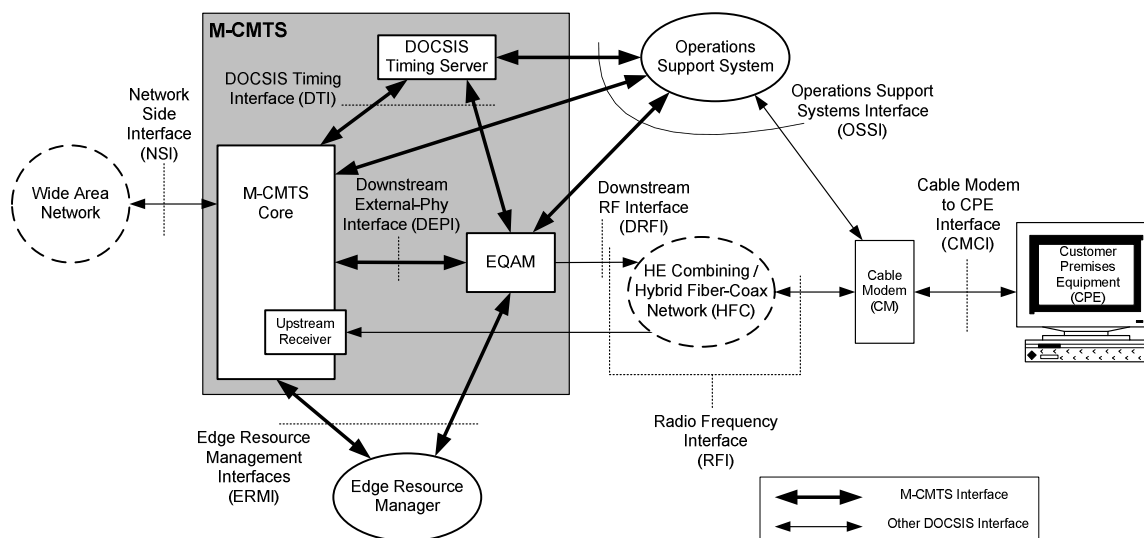 M-CMTS
DOCSIS
Timing Server
Operations
Support System
DOCSIS Timing
Interface (DTI)
Network
Side
Interface
(NSI)
Operations Support
Systems Interface
(OSSI)
Wide Area
Network
M-CMTS
Core
Downstream
External-Phy
Interface (DEPI)
Downstream
RF Interface
(DRFI)
Cable Modem
to CPE
Interface
(CMCI)
EQAM
HE Combining /
Hybrid Fiber-Coax
Network (HFC)
Cable
Modem
(CM)
Customer
Premises
Equipment
(CPE)
Upstream
Receiver
Edge Resource
Management
Interfaces
(ERMI)
Edge Resource
Manager
Radio Frequency
Interface
(RFI)
M-CMTS Interface
Other DOCSIS Interface